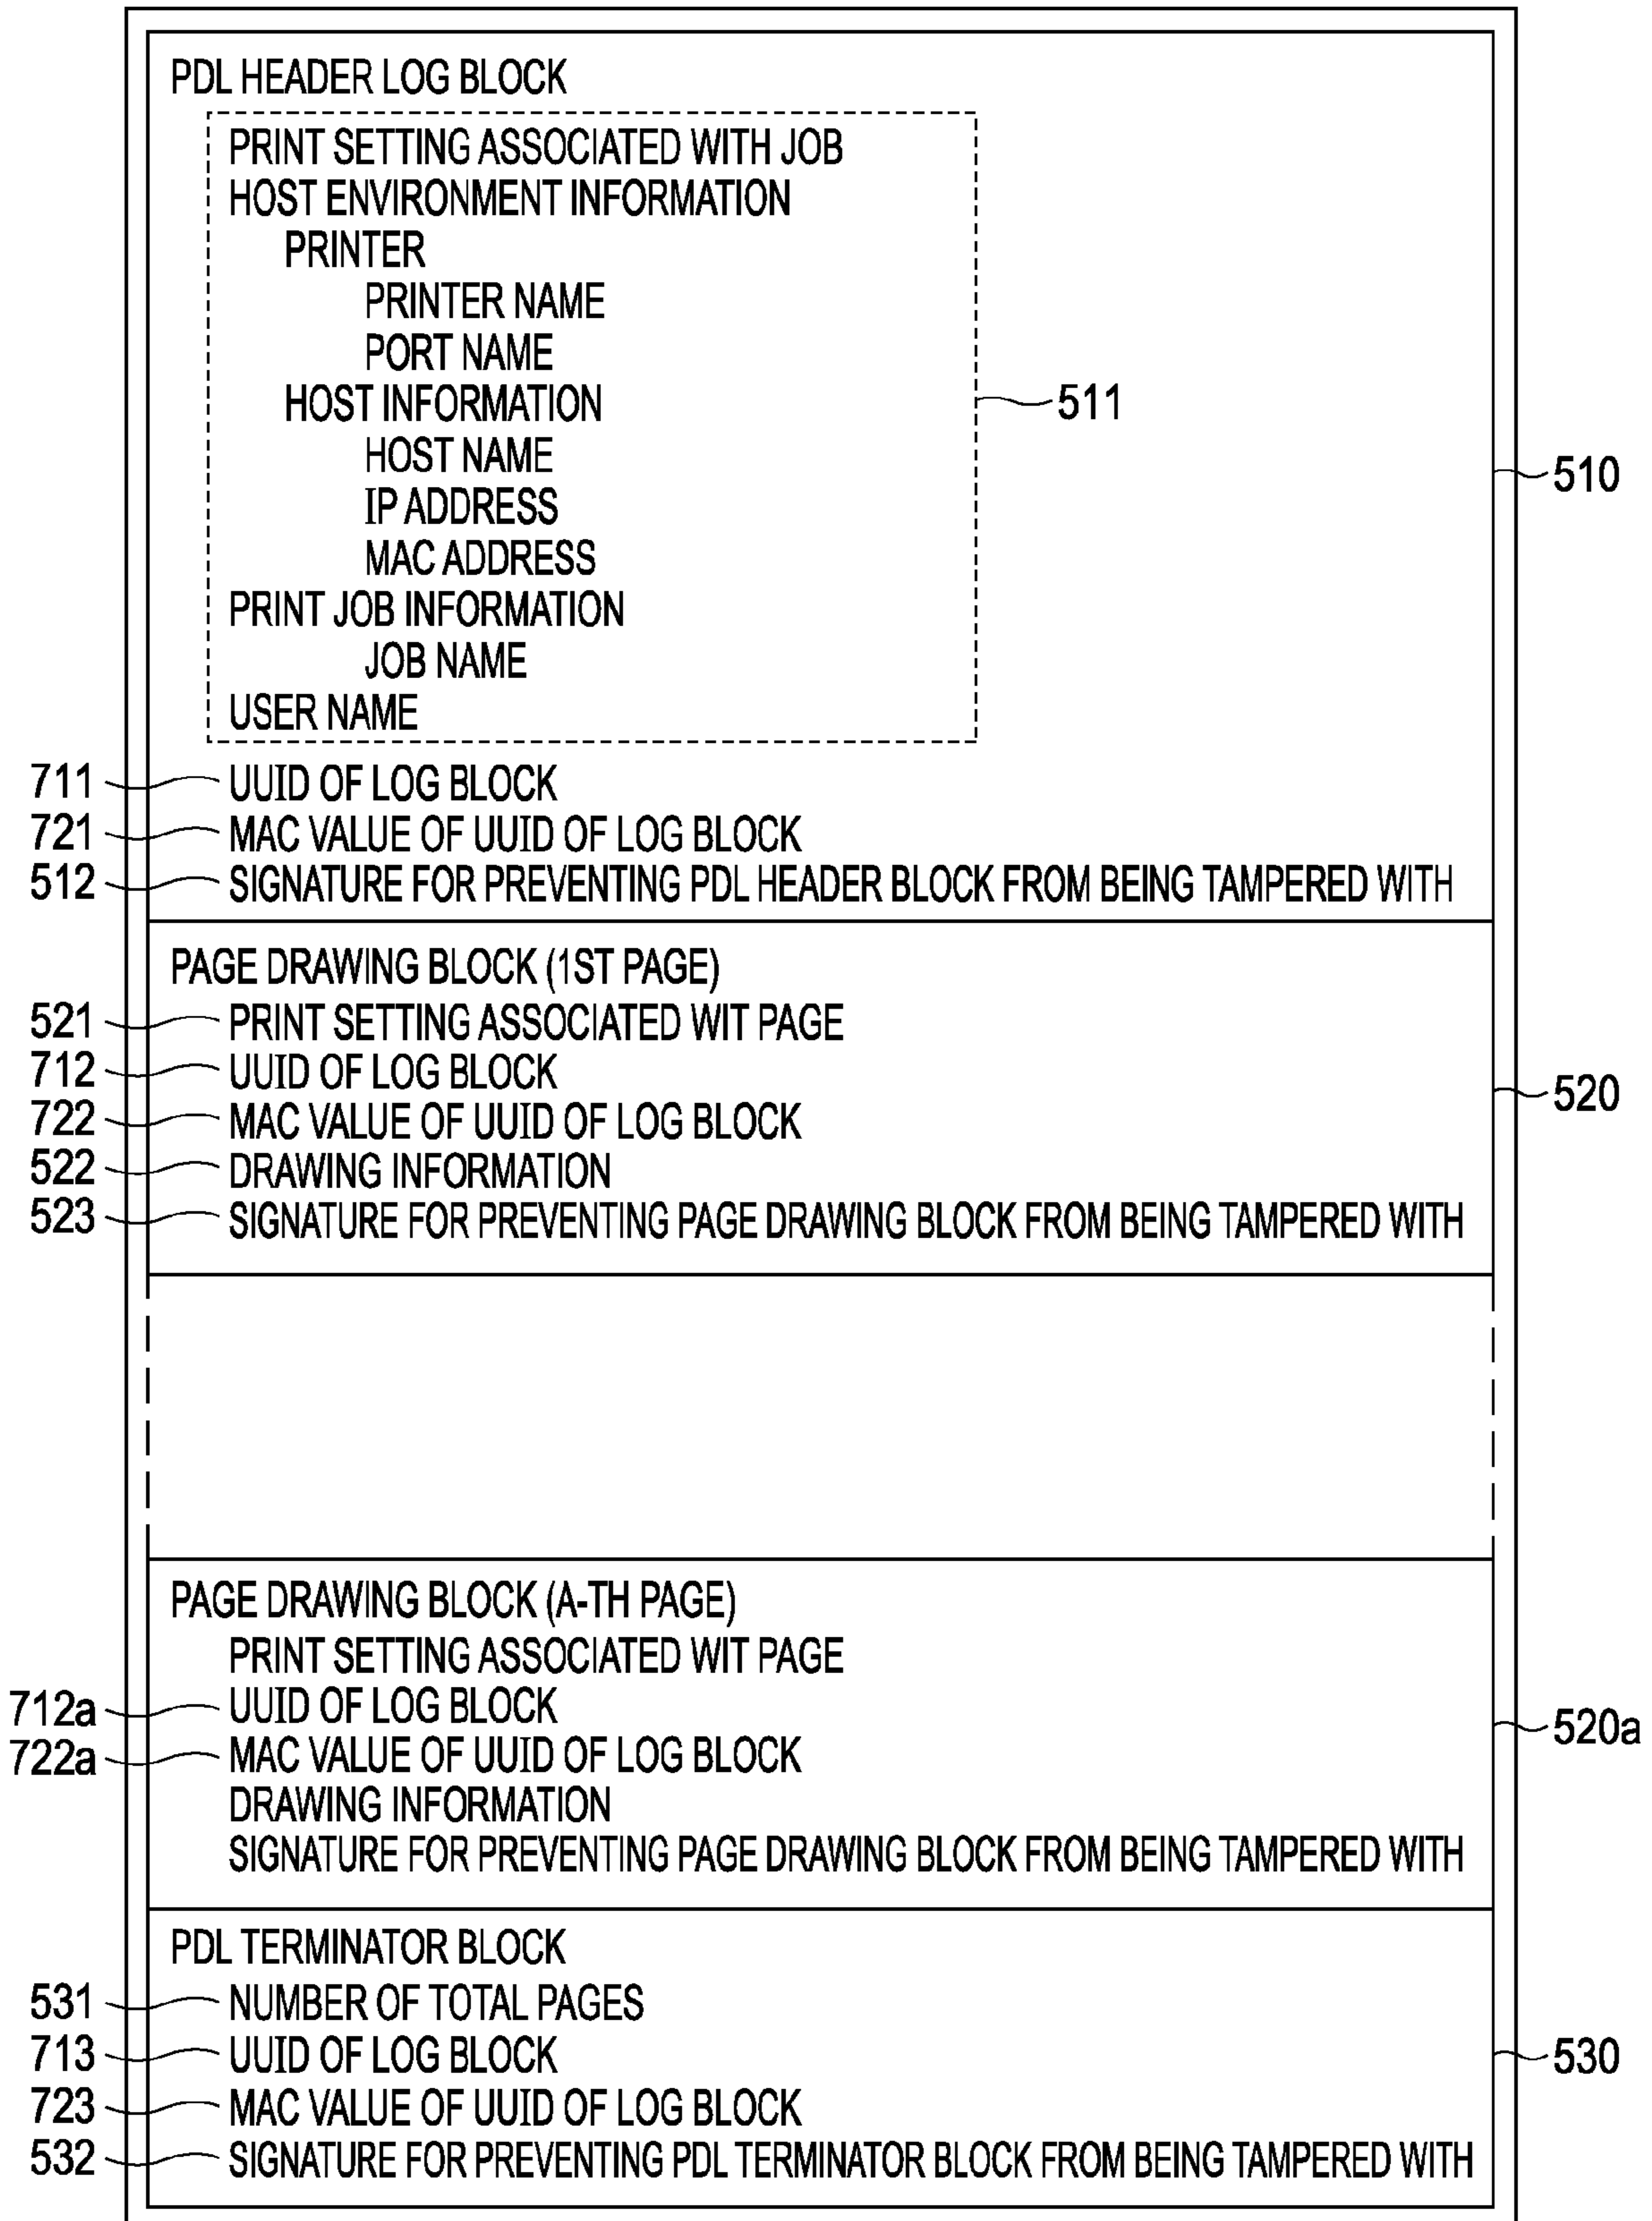 PDL HEADER LOG BLOCK
PRINT SETTING ASSOCIATED WITH JOB
HOST ENVIRONMENT INFORMATION
PRINTER
PRINTER NAME
PORT NAME
HOST INFORMATION
511
HOST NAME
510
IP ADDRESS
MAC ADDRESS
PRINT JOB INFORMATION
JOB NAME
USER NAME
711 UUID OF LOG BLOCK
721 MAC VALUE OF UUID OF LOG BLOCK
512 SIGNATURE FOR PREVENTING PDL HEADER BLOCK FROM BEING TAMPERED WITH
PAGE DRAWING BLOCK (1ST PAGE)
521 PRINT SETTING ASSOCIATED WIT PAGE
712 UUID OF LOG BLOCK
520
722 MAC VALUE OF UUID OF LOG BLOCK
522 DRAWING INFORMATION
523 SIGNATURE FOR PREVENTING PAGE DRAWING BLOCK FROM BEING TAMPERED WITH
PAGE DRAWING BLOCK (A-TH PAGE)
PRINT SETTING ASSOCIATED WIT PAGE
712a UUID OF LOG BLOCK
520a
722a MAC VALUE OF UUID OF LOG BLOCK
DRAWING INFORMATION
SIGNATURE FOR PREVENTING PAGE DRAWING BLOCK FROM BEING TAMPERED WITH
PDL TERMINATOR BLOCK
531 NUMBER OF TOTAL PAGES
713 UUID OF LOG BLOCK
530
723 MAC VALUE OF UUID OF LOG BLOCK
532 SIGNATURE FOR PREVENTING PDL TERMINATOR BLOCK FROM BEING TAMPERED WITH